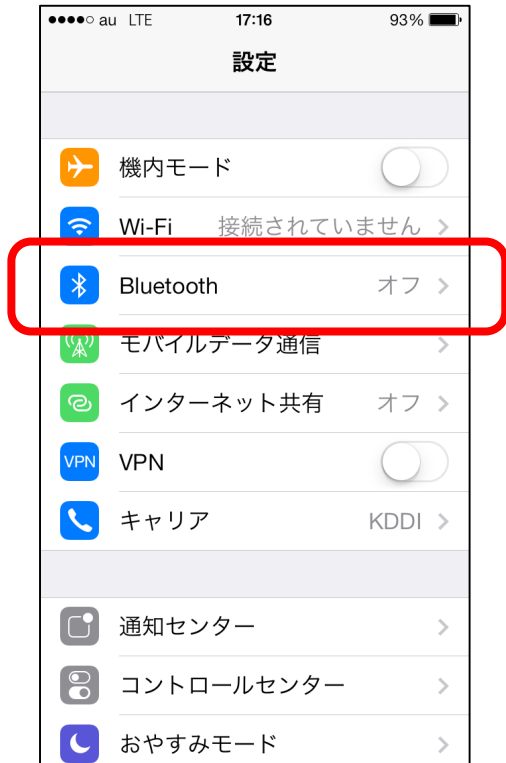 au LTE 17:16 93%
設定
機内モード
Wi-Fi 接続されていません
Bluetooth オフ
モバイルデータ通信
インターネット共有 オフ
VPN VPN
キャリア KDDI
通知センター
コントロールセンター
おやすみモード